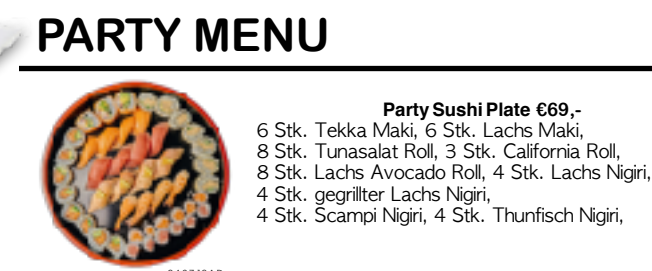 PARTY MENU
Party Sushi Plate €69,-
6 Stk. Tekka Maki, 6 Stk. Lachs Maki,
8 Stk. Tunasalat Roll, 3 Stk. California Roll,
8 Stk. Lachs Avocado Roll, 4 Stk. Lachs Nigiri,
4 Stk. gegrillter Lachs Nigiri,
4 Stk. Scampi Nigiri, 4 Stk. Thunfisch Nigiri,